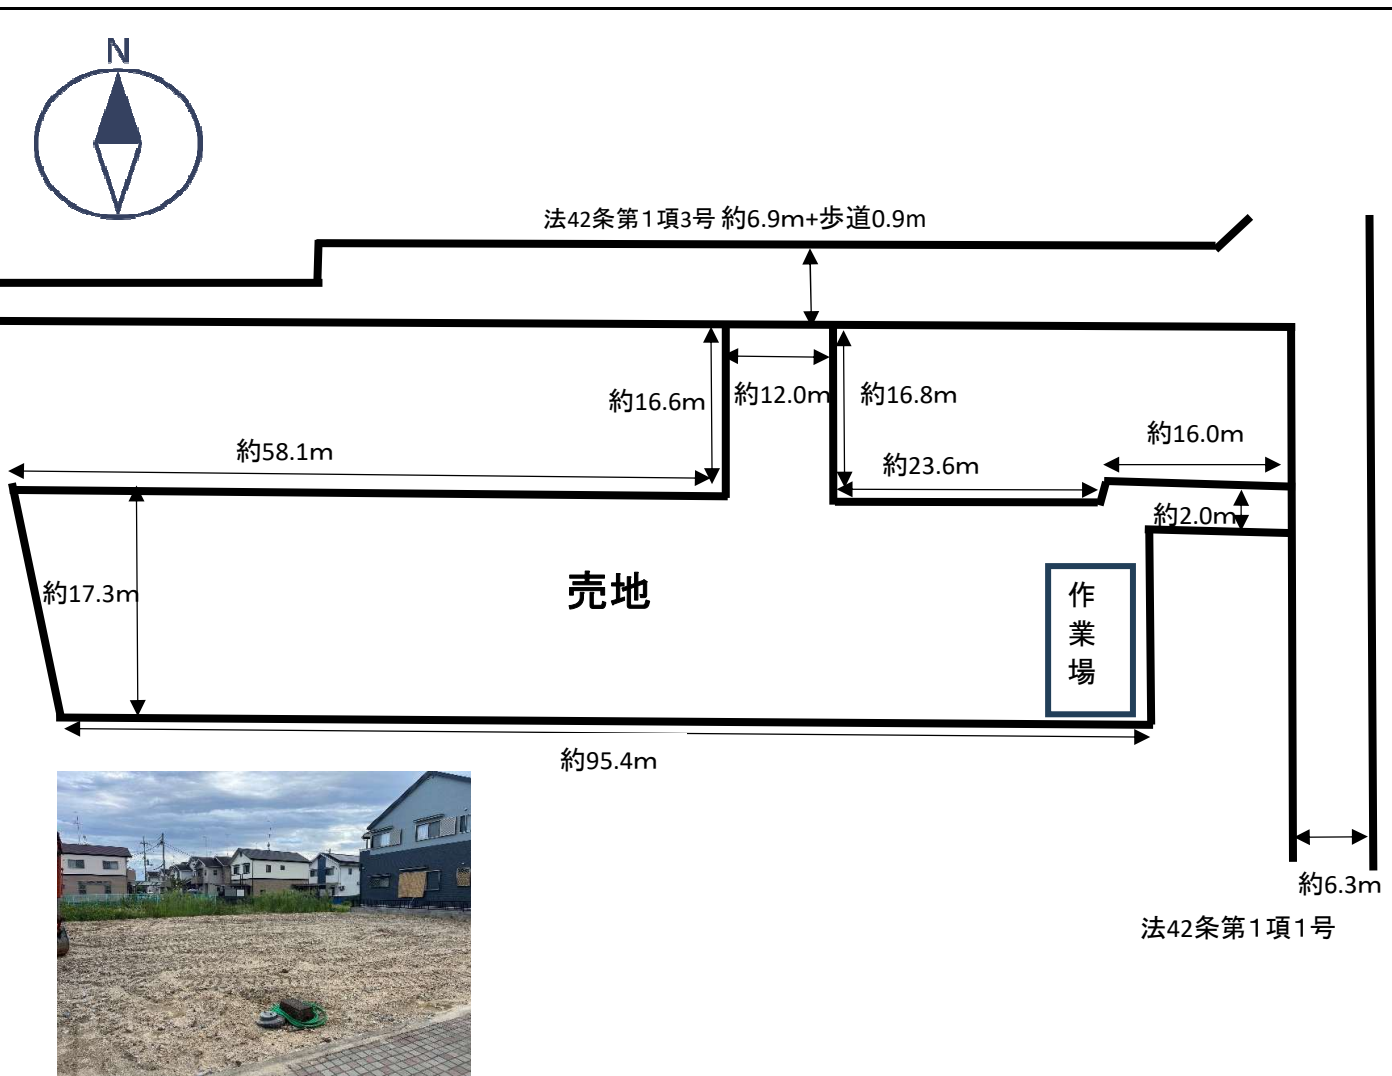 N
法42条第1項3号 約6.9m+歩道0.9m
約16.6m
約12.0m
約16.8m
約16.0m
約58.1m
約23.6m
約2.0m
約17.3m
売地
作
業
場
約95.4m
約6.3m
法42条第1項1号